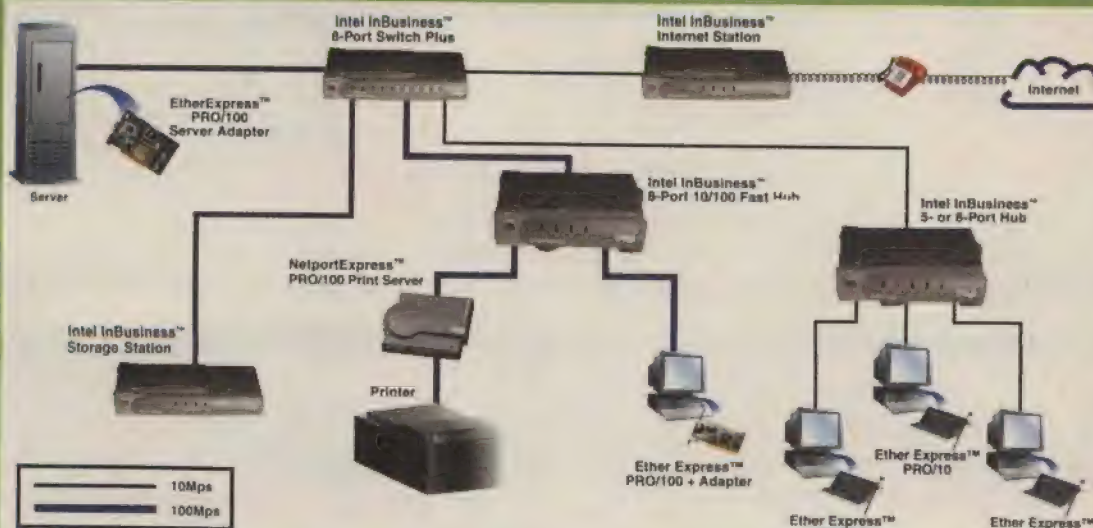 Intel InBusiness™
8-Port Switch Plus
Intel InBusiness™
Internet Station
Internet
EtherExpress™
PRO/100
Server Adapter
Server
Intel InBusiness™
8-Port 10/100 Fast Hub
Intel InBusiness™
5- or 8-Port Hub
NetportExpress™
PRO/100 Print Server
Intel InBusiness™
Storage Station
Printer
Ether Express™
PRO/100 + Adapter
Ether Express™
PRO/10
Ether Express™
Ether Express™
10Mps
100Mps